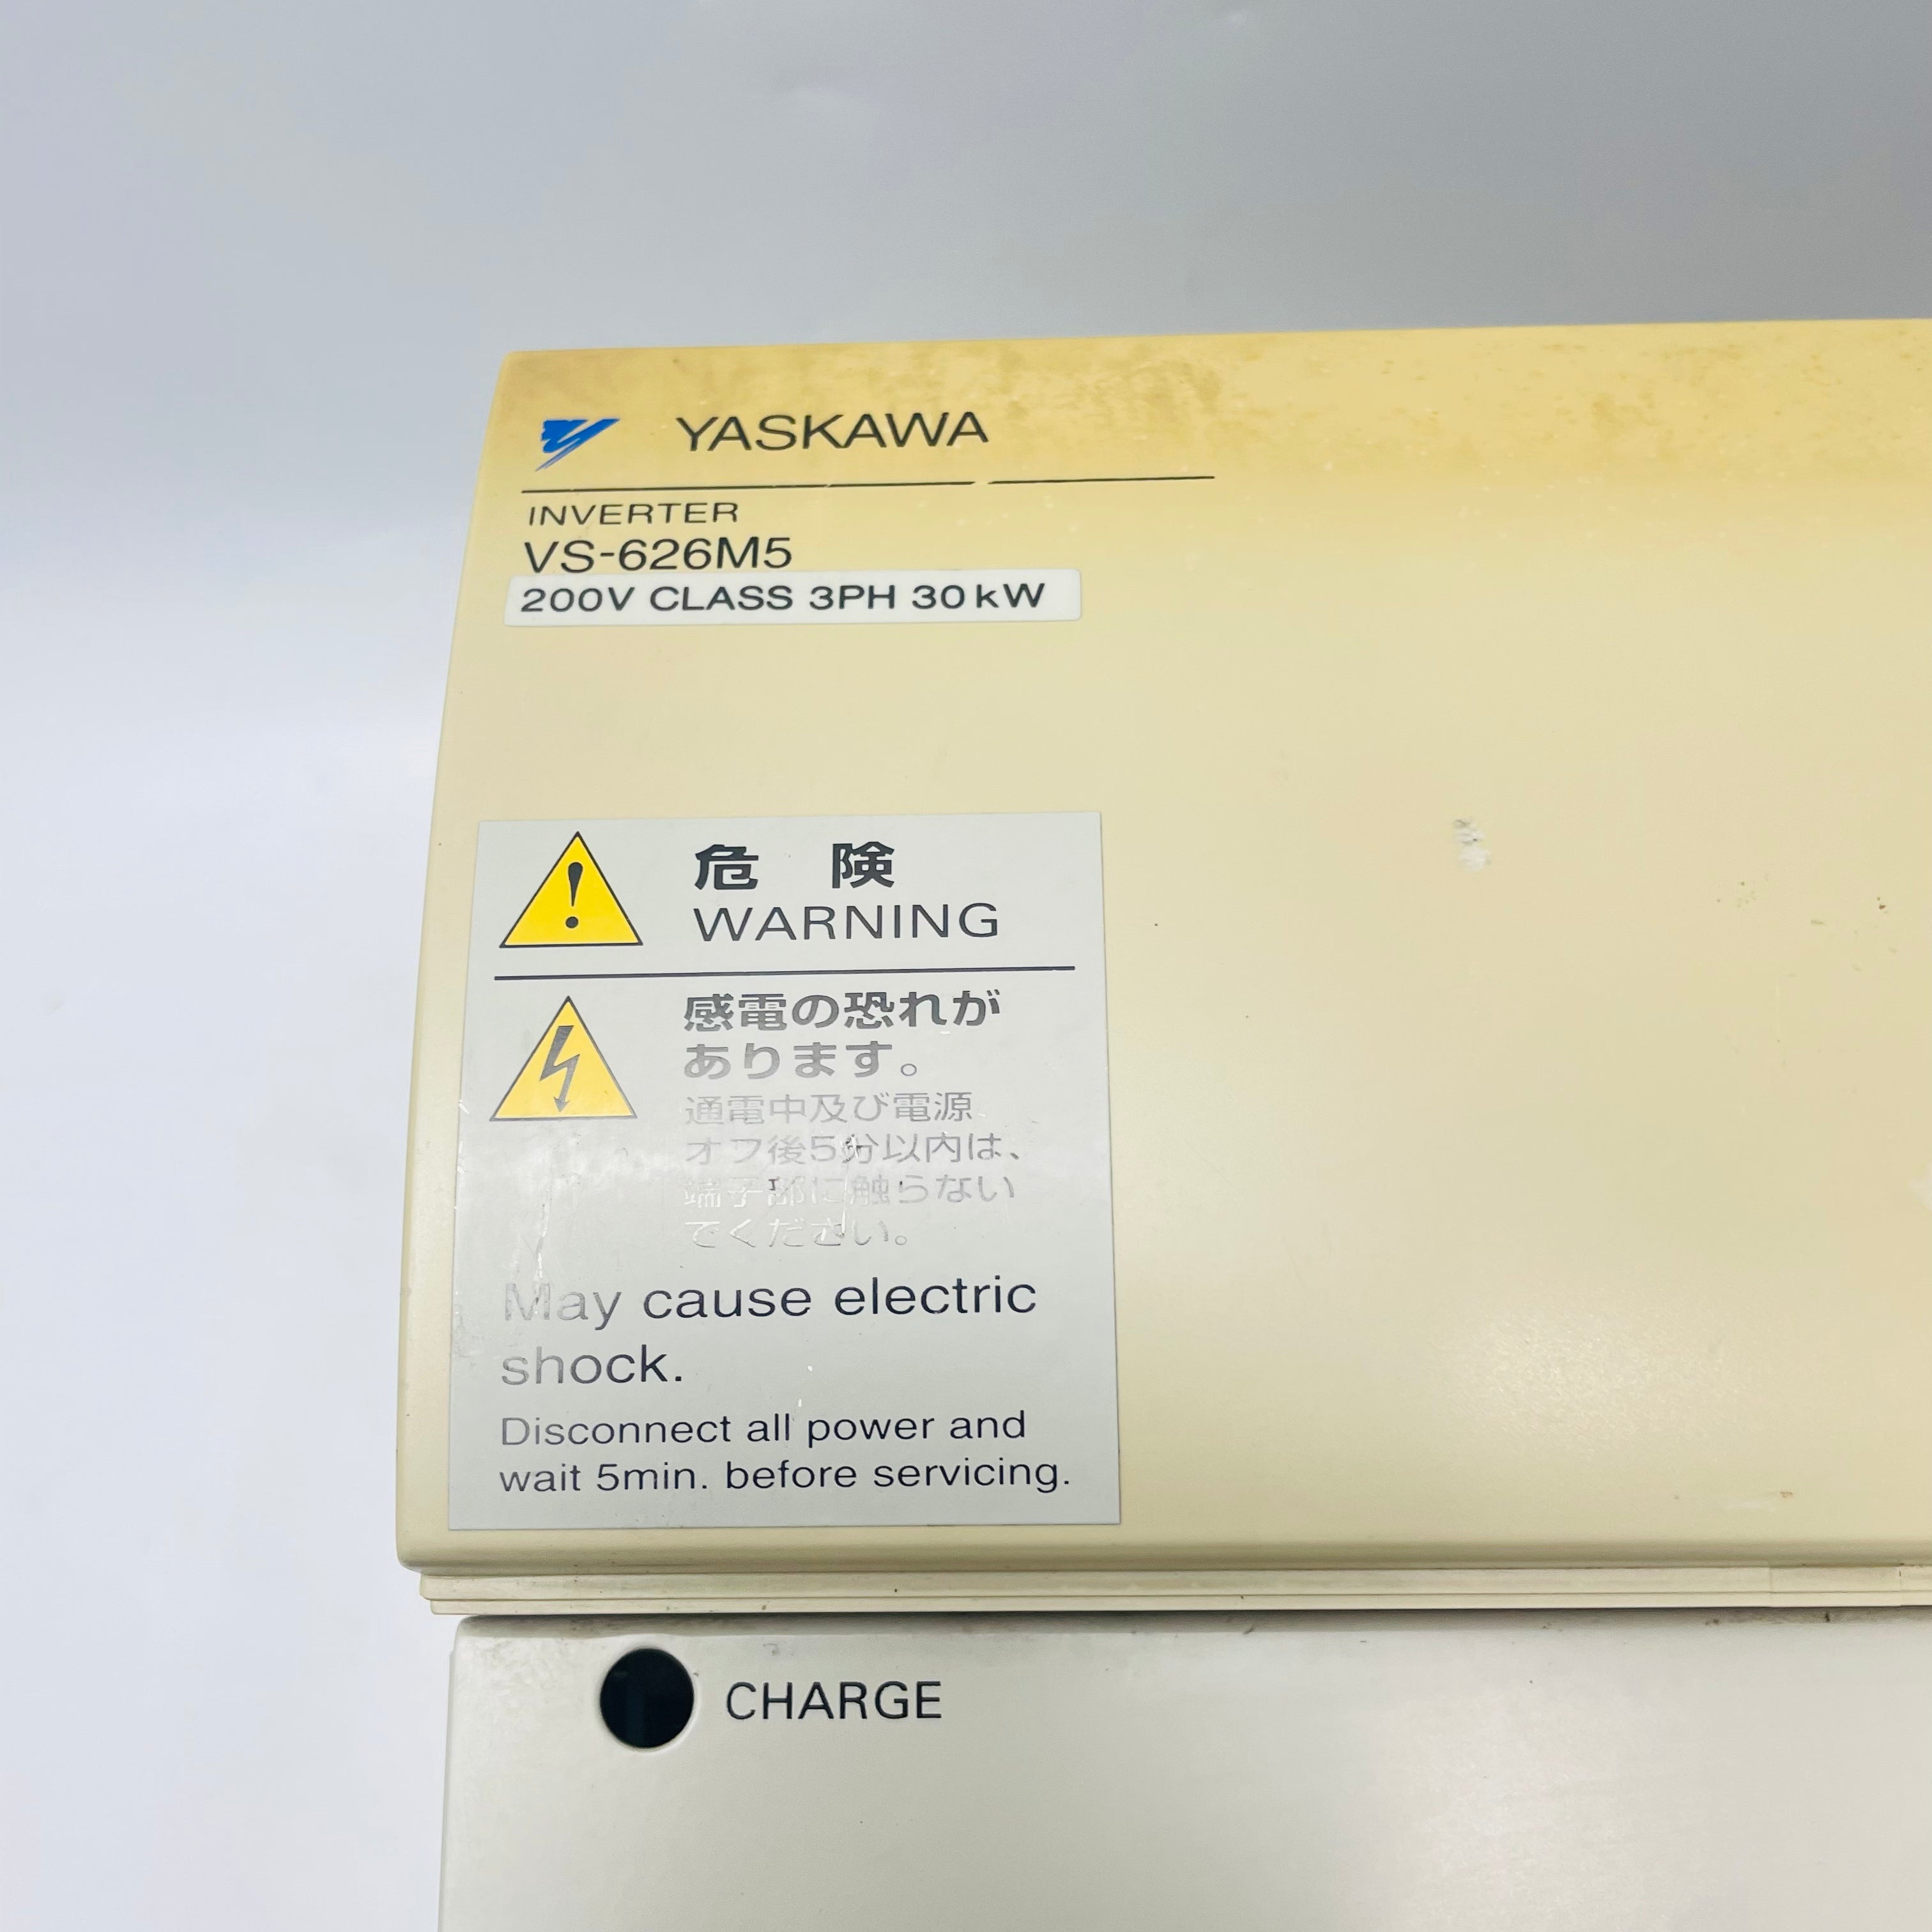 YASKAWA
INVERTER
VS-626M5
200V CLASS 3PH 30kW
危 険
WARNING
感電の恐れが
あります。
通電中及び電源
オフ後5分以内は、
端子部に触らない
でください。
May cause electric
shock.
Disconnect all power and
wait 5min. before servicing.
CHARGE